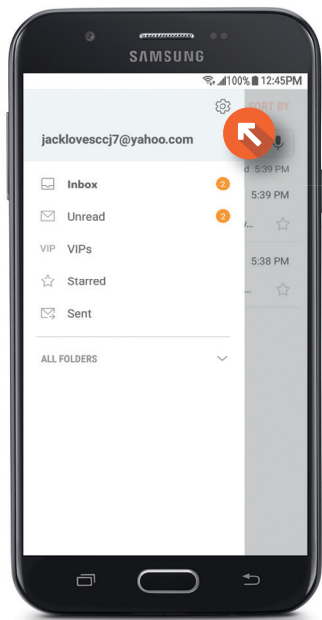 SAMSUNG
100% 12:45PM
SORT BY
jacklovesccj7@yahoo.com
d 5:39 PM
Inbox 2
5:39 PM
Unread 2
VIP VIPs
5:38 PM
Starred
Sent
ALL FOLDERS